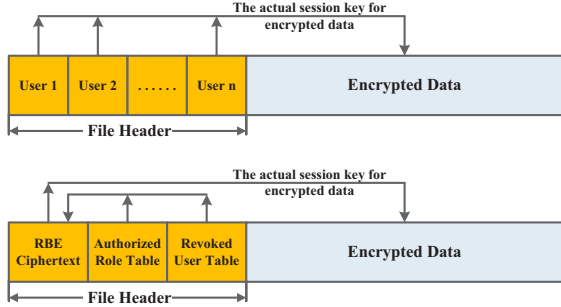 The actual session key for
encrypted data
User 1 User 2 ...... User n Encrypted Data
File Header
The actual session key for
encrypted data
RBE Authorized Revoked
Ciphertext Role Table User Table Encrypted Data
File Header